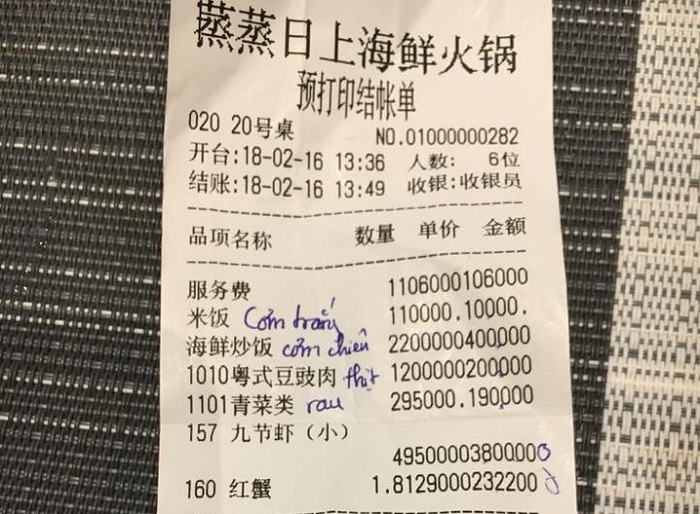 蒸蒸日上海鲜火锅
预打印结帐单
020 20号桌 NO.01000000282
开台:18-02-16 13:36 人数: 6位
结账:18-02-16 13:49 收银:收银员
品项名称 数量 单价 金额
服务费 1106000106000
米饭 Cơm trắng 110000.10000.
海鲜炒饭 cơm chiên 2200000400000
1010粤式豆豉肉 thịt 1200000200000
1101青菜类 rau 295000.190000
157 九节虾（小）
49500003800000
160 红蟹 1.8129000232200